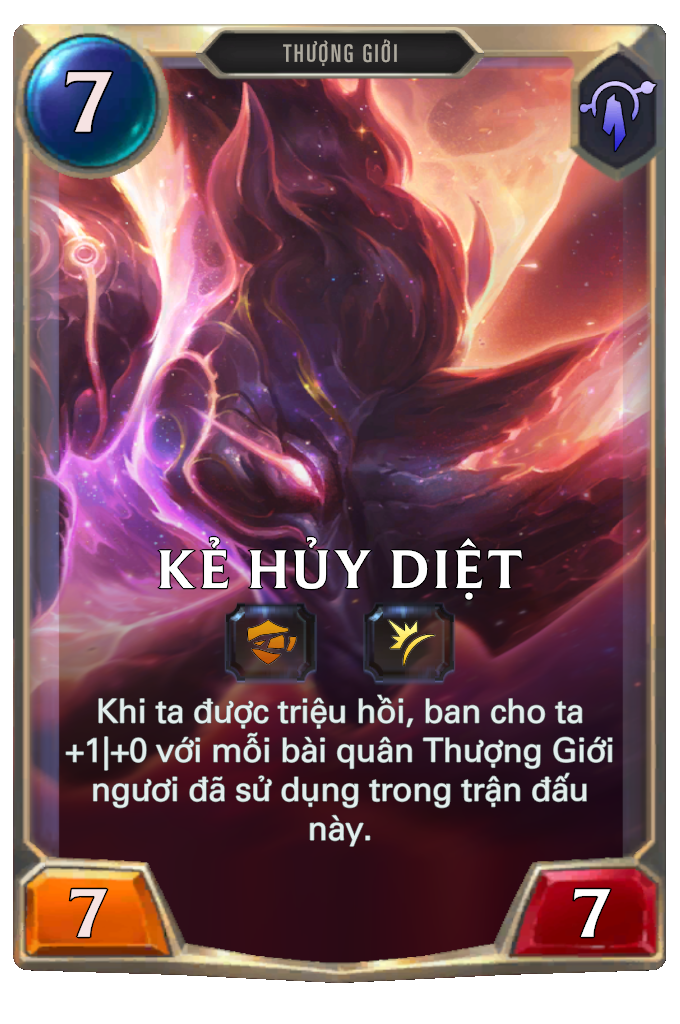 7
THƯỢNG GIỚI
KẺ HỦY DIỆT
Khi ta được triệu hồi, ban cho ta
+1|+0 với mỗi bài quân Thượng Giới
ngươi đã sử dụng trong trận đấu
này.
7
7